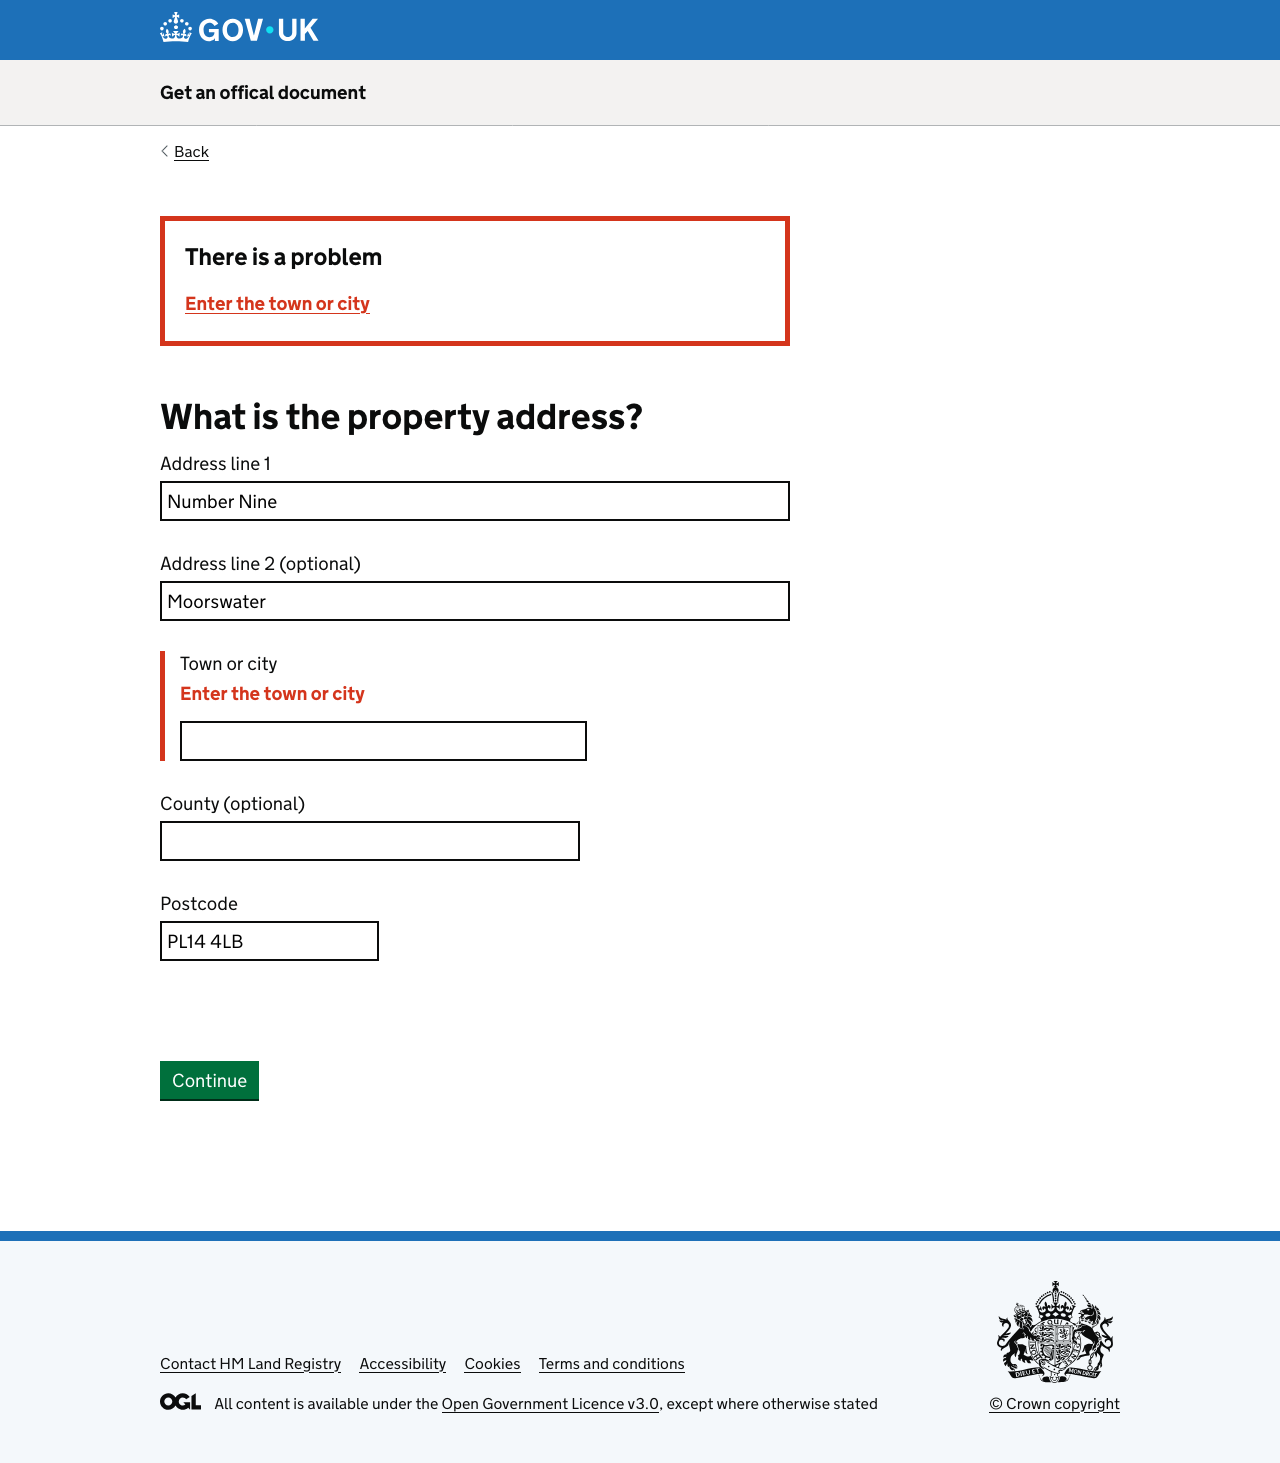 GOV·UK
Get an offical document
Back
There is a problem
Enter the town or city
What is the property address?
Address line 1
Number Nine
Address line 2 (optional)
Moorswater
Town or city
Enter the town or city
County (optional)
Postcode
PL14 4LB
Continue
Contact HM Land Registry Accessibility Cookies Terms and conditions
OGL All content is available under the Open Government Licence v3.0, except where otherwise stated
© Crown copyright